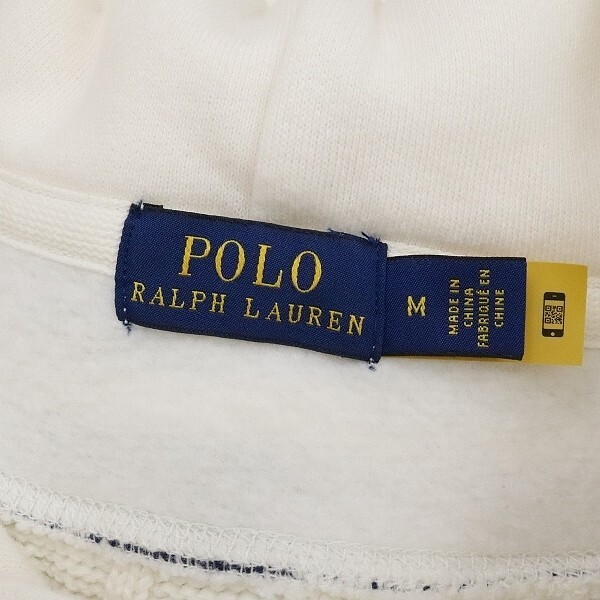 POLO
RALPH LAUREN
M
MADE IN
CHINA
FABRIQUÉ EN
CHINE